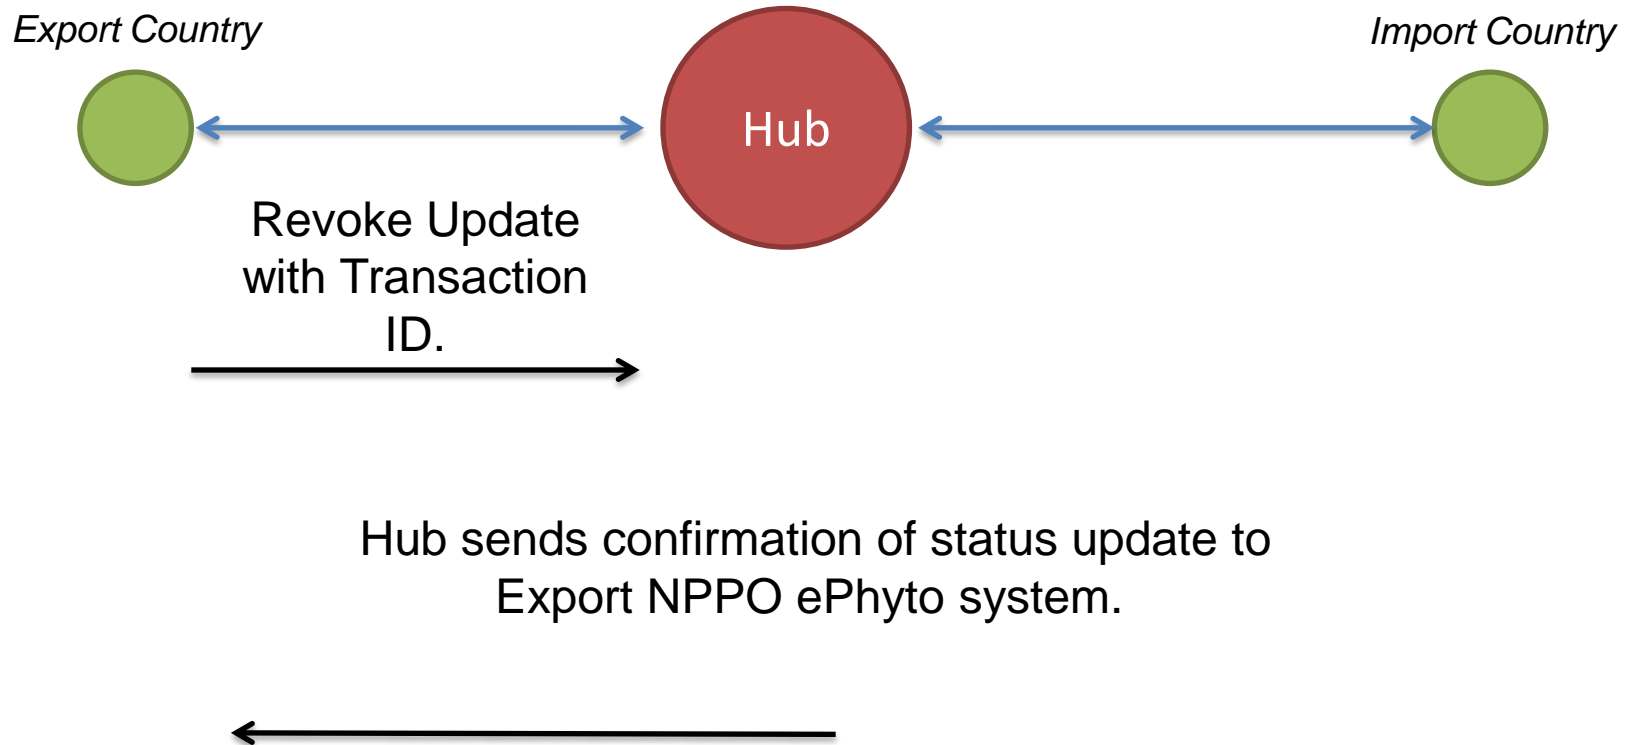 Export Country
Import Country
Hub
Revoke Update
with Transaction
ID.
Hub sends confirmation of status update to
Export NPPO ePhyto system.